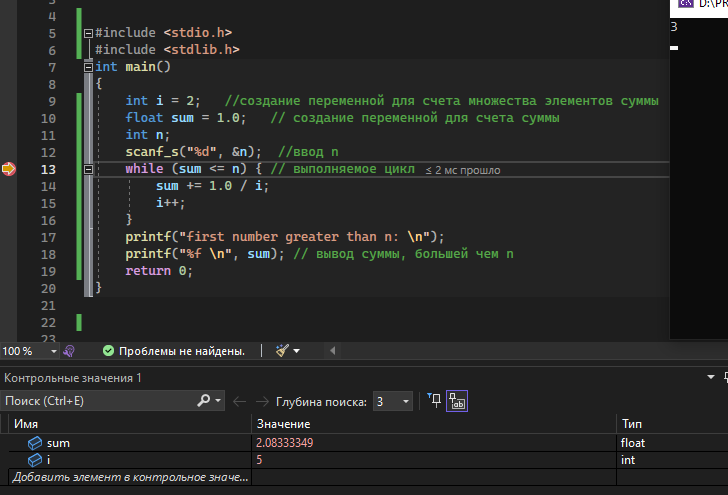 D:\PR
3
4
5 #include <stdio.h>
6 #include <stdlib.h>
7 int main()
8 {
9 int i = 2; //создание переменной для счета множества элементов суммы
10 float sum = 1.0; // создание переменной для счета суммы
11 int n;
12 scanf_s("%d", &n); //ввод n
13 while (sum <= n) { // выполняемое цикл ≤ 2 мс прошло
14 sum += 1.0 / i;
15 i++;
16 }
17 printf("first number greater than n: \n");
18 printf("%f \n", sum); // вывод суммы, большей чем n
19 return 0;
20 }
21
22
100 % Проблемы не найдены.
Контрольные значения 1
Поиск (Ctrl+E) Глубина поиска: 3
Имя Значение Тип
sum 2.08333349 float
i 5 int
Добавить элемент в контрольное значе...